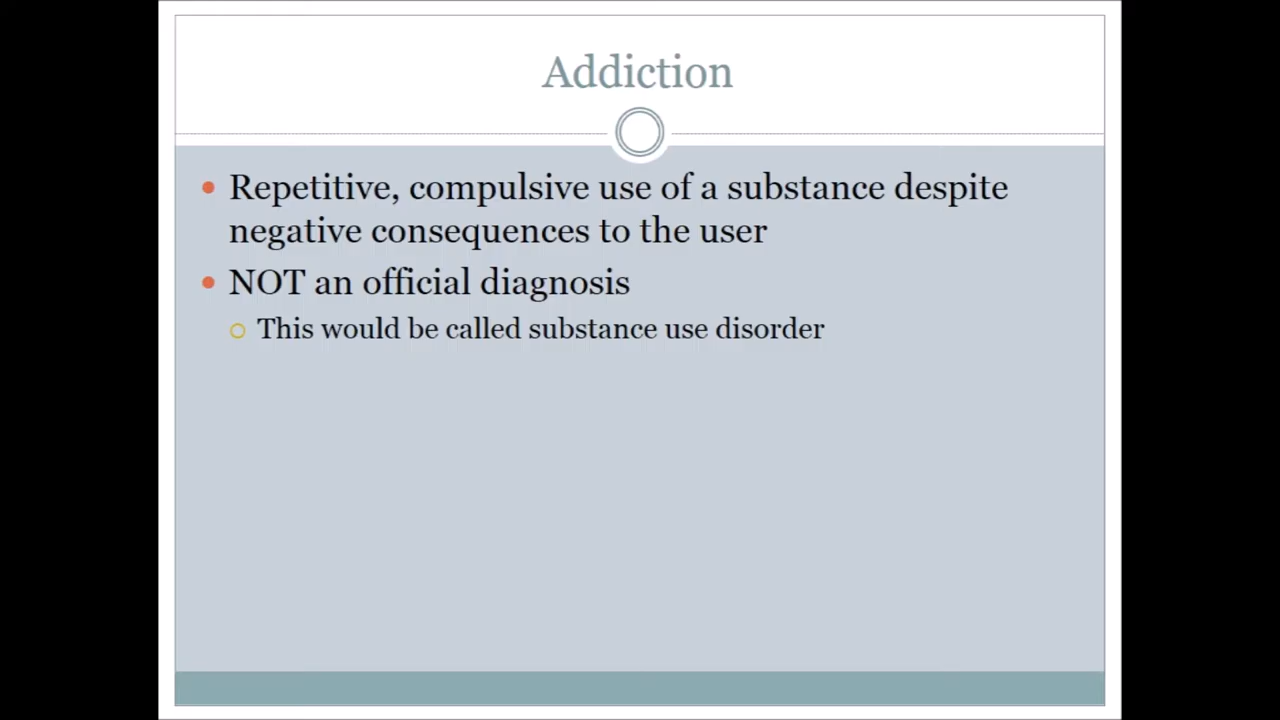 Addiction
Repetitive, compulsive use of a substance despite
negative consequences to the user
NOT an official diagnosis
This would be called substance use disorder